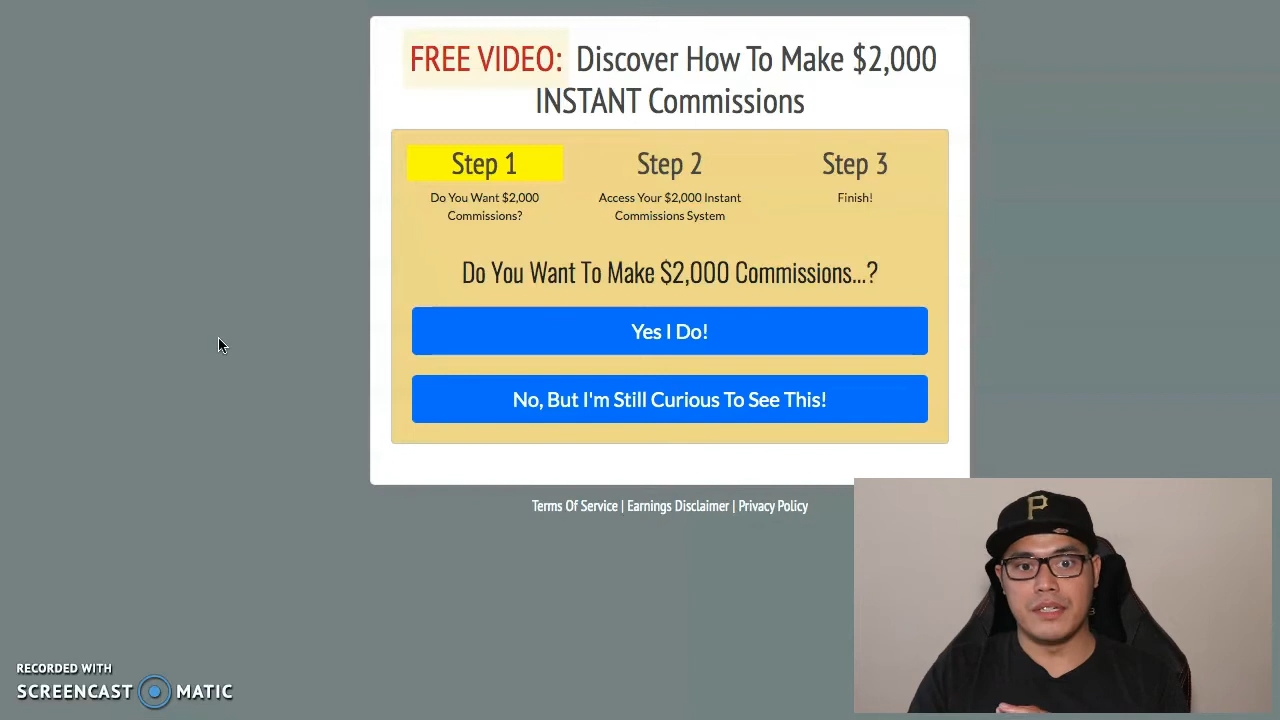 FREE VIDEO: Discover How To Make $2,000
INSTANT Commissions
Step 1
Do You Want $2,000
Commissions?
Step 2
Access Your $2,000 Instant
Commissions System
Step 3
Finish!
Do You Want To Make $2,000 Commissions...?
Yes I Do!
No, But I'm Still Curious To See This!
Terms Of Service | Earnings Disclaimer | Privacy Policy
P
RECORDED WITH
SCREENCAST MATIC